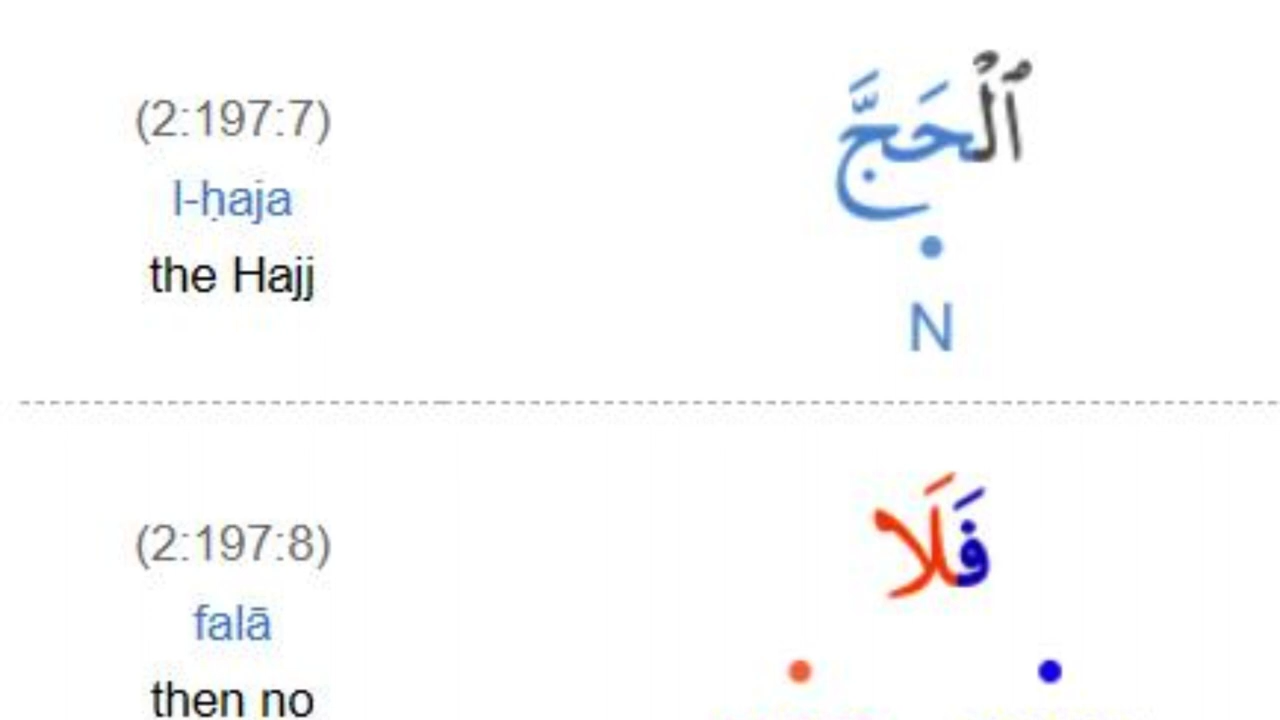 (2:197:7)
l-ḥaja
the Hajj
ٱلْحَجَّ
N
(2:197:8)
falā
then no
فَلَا